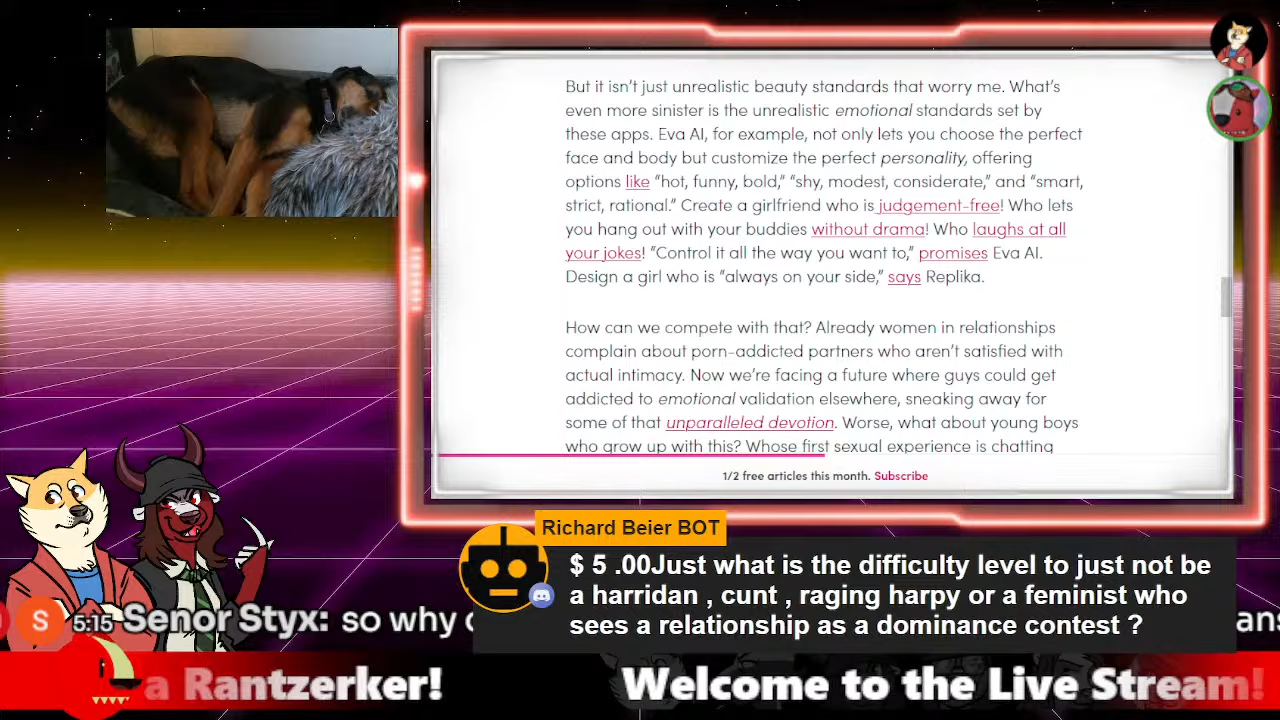 But it isn't just unrealistic beauty standards that worry me. What's
even more sinister is the unrealistic emotional standards set by
these apps. Eva AI, for example, not only lets you choose the perfect
face and body but customize the perfect personality, offering
options like “hot, funny, bold,” “shy, modest, considerate,” and “smart,
strict, rational.” Create a girlfriend who is judgement-free! Who lets
you hang out with your buddies without drama! Who laughs at all
your jokes! “Control it all the way you want to,” promises Eva AI.
Design a girl who is “always on your side,” says Replika.
How can we compete with that? Already women in relationships
complain about porn-addicted partners who aren't satisfied with
actual intimacy. Now we're facing a future where guys could get
addicted to emotional validation elsewhere, sneaking away for
some of that unparalleled devotion. Worse, what about young boys
who grow up with this? Whose first sexual experience is chatting
1/2 free articles this month. Subscribe
Richard Beier BOT
$ 5 .00Just what is the difficulty level to just not be
a harridan , cunt , raging harpy or a feminist who
sees a relationship as a dominance contest ?
S 5:15 Senor Styx: so why
a Rantzerker! Welcome to the Live Stream!